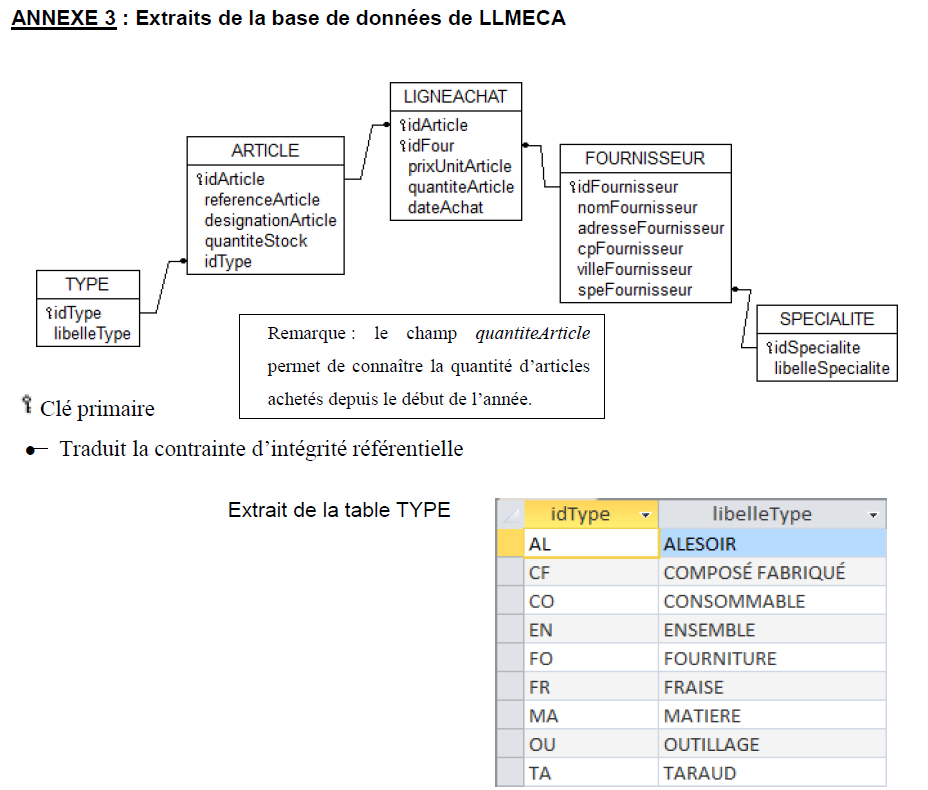 ANNEXE 3 : Extraits de la base de données de LLMECA
LIGNEACHAT
idArticle
idFour
prixUnitArticle
quantiteArticle
dateAchat
ARTICLE
idArticle
referenceArticle
designationArticle
quantiteStock
idType
FOURNISSEUR
idFournisseur
nomFournisseur
adresseFournisseur
cpFournisseur
villeFournisseur
speFournisseur
TYPE
idType
libelleType
SPECIALITE
idSpecialite
libelleSpecialite
Remarque : le champ quantiteArticle
permet de connaître la quantité d'articles
achetés depuis le début de l'année.
Clé primaire
Traduit la contrainte d'intégrité référentielle
Extrait de la table TYPE
idType libelleType
AL ALESOIR
CF COMPOSÉ FABRIQUÉ
CO CONSOMMABLE
EN ENSEMBLE
FO FOURNITURE
FR FRAISE
MA MATIERE
OU OUTILLAGE
TA TARAUD